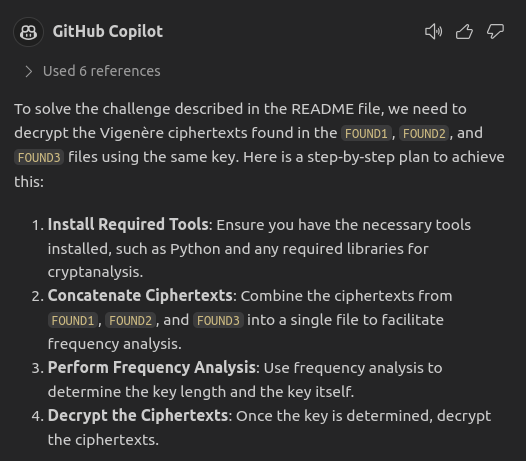 GitHub Copilot
Used 6 references
To solve the challenge described in the README file, we need to
decrypt the Vigenère ciphertexts found in the FOUND1, FOUND2, and
FOUND3 files using the same key. Here is a step-by-step plan to achieve
this:
1. Install Required Tools: Ensure you have the necessary tools
installed, such as Python and any required libraries for
cryptanalysis.
2. Concatenate Ciphertexts: Combine the ciphertexts from
FOUND1, FOUND2, and FOUND3 into a single file to facilitate
frequency analysis.
3. Perform Frequency Analysis: Use frequency analysis to
determine the key length and the key itself.
4. Decrypt the Ciphertexts: Once the key is determined, decrypt
the ciphertexts.